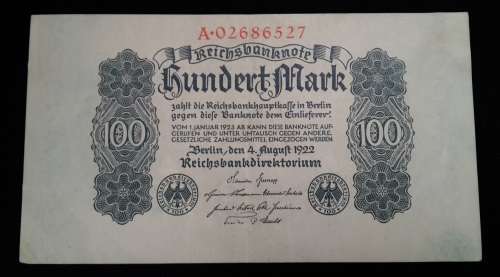 A·02686527
Reichsbanknote
Hundert Mark
zahlt die Reichsbankhauptkasse in Berlin
gegen diese Banknote dem Einlieferer.
VOM 1. JANUAR 1923 AB KANN DIESE BANKNOTE AUF-
GERUFEN UND UNTER UMTAUSCH GEGEN ANDERE
GESETZLICHE ZAHLUNGSMITTEL EINGEZOGEN WERDEN
100
100
Berlin, den 4. August 1922
Reichsbankdirektorium
100
100